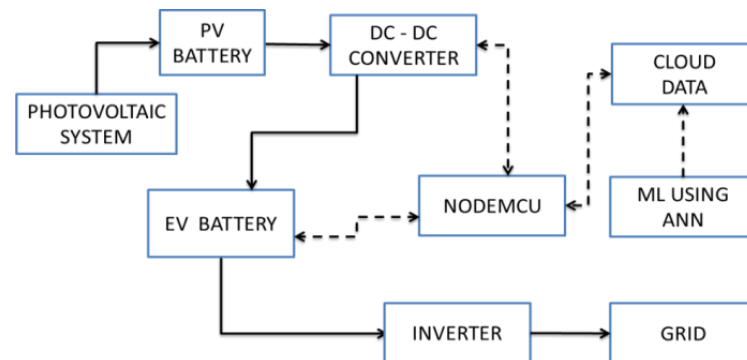 PV
BATTERY
DC - DC
CONVERTER
CLOUD
DATA
PHOTOVOLTAIC
SYSTEM
EV  BATTERY
NODEMCU
ML USING
ANN
INVERTER
GRID